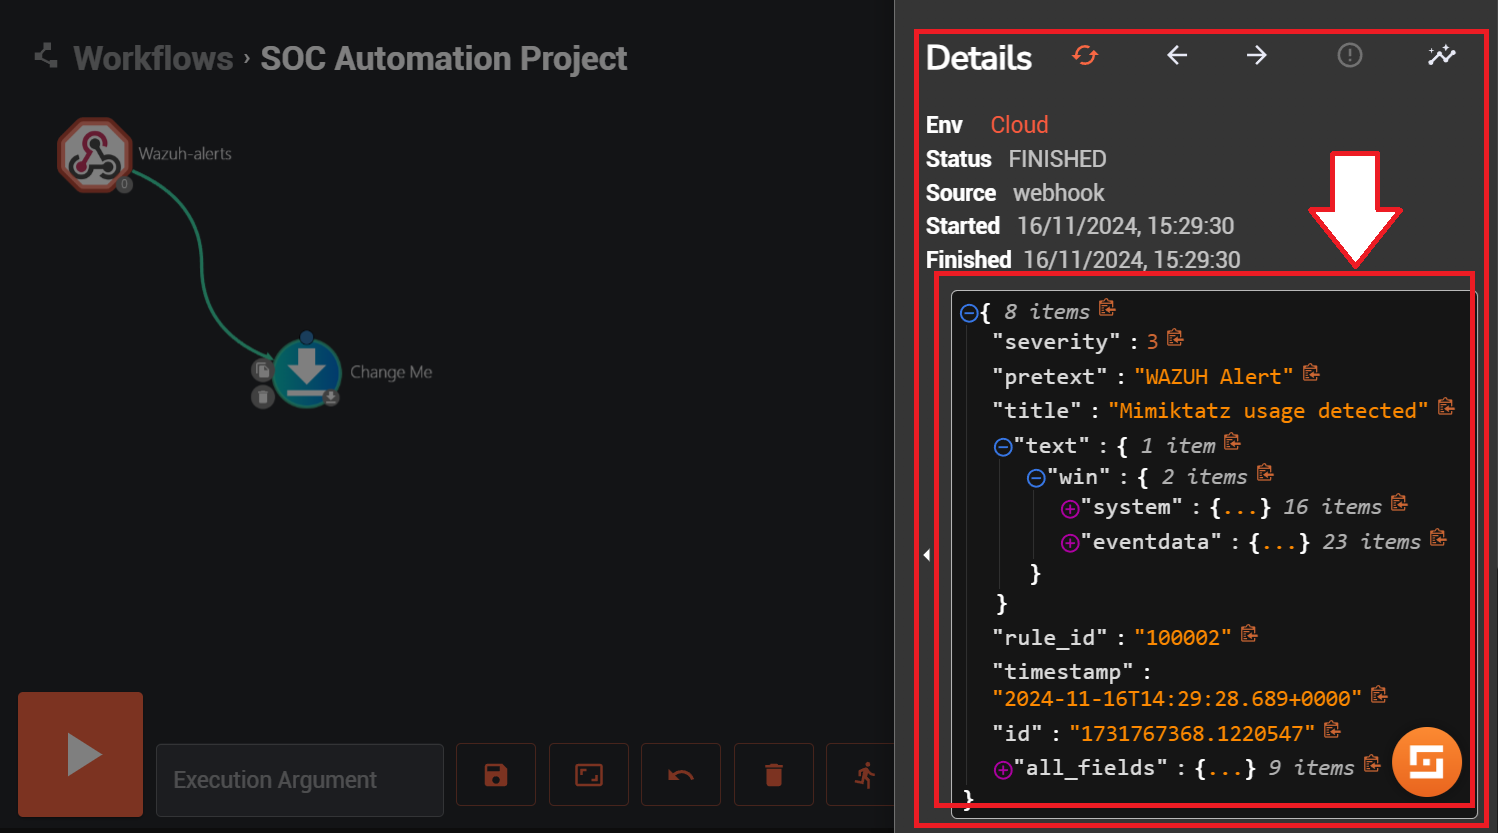 Workflows › SOC Automation Project
Wazuh-alerts
0
Change Me
Execution Argument
Details
Env Cloud
Status FINISHED
Source webhook
Started 16/11/2024, 15:29:30
Finished 16/11/2024, 15:29:30
{ 8 items
"severity" : 3
"pretext" : "WAZUH Alert"
"title" : "Mimiktatz usage detected"
"text" : { 1 item
"win" : { 2 items
"system" : {...} 16 items
"eventdata" : {...} 23 items
}
}
"rule_id" : "100002"
"timestamp" :
"2024-11-16T14:29:28.689+0000"
"id" : "1731767368.1220547"
"all_fields" : {...} 9 items
}